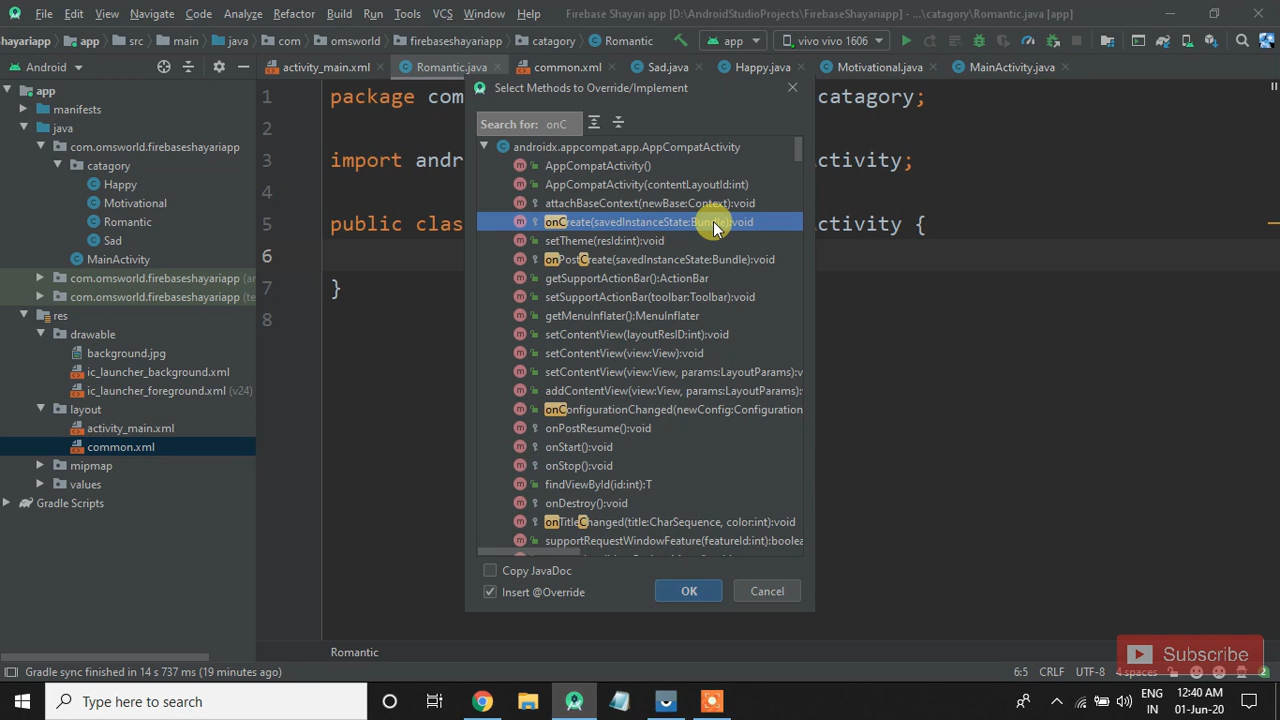 File Edit View Navigate Code Analyze Refactor Build Run Tools VCS Window Help Firebase Shayari app [D:\AndroidStudioProjects\FirebaseShayariapp] - ...\catagory\Romantic.java [app]
shayariapp app src main java com omsworld firebaseshayariapp catagory Romantic app vivo vivo 1606
Android activity_main.xml Romantic.java common.xml Sad.java Happy.java Motivational.java MainActivity.java
app
manifests
java
com.omsworld.firebaseshayariapp
catagory
Happy
Motivational
Romantic
Sad
MainActivity
com.omsworld.firebaseshayariapp
com.omsworld.firebaseshayariapp (te
res
drawable
background.jpg
ic_launcher_background.xml
ic_launcher_foreground.xml (v24)
layout
activity_main.xml
common.xml
mipmap
values
Gradle Scripts
1 package com catagory;
2
3 import andr ctivity;
4
5 public clas ctivity {
6
7 }
8
Select Methods to Override/Implement
Search for: onC
androidx.appcompat.app.AppCompatActivity
AppCompatActivity()
AppCompatActivity(contentLayoutId:int)
attachBaseContext(newBase:Context):void
onCreate(savedInstanceState:Bundle):void
setTheme(resId:int):void
onPostCreate(savedInstanceState:Bundle):void
getSupportActionBar():ActionBar
setSupportActionBar(toolbar:Toolbar):void
getMenuInflater():MenuInflater
setContentView(layoutResID:int):void
setContentView(view:View):void
setContentView(view:View, params:LayoutParams):v
addContentView(view:View, params:LayoutParams):
onConfigurationChanged(newConfig:Configuration
onPostResume():void
onStart():void
onStop():void
findViewById(id:int):T
onDestroy():void
onTitleChanged(title:CharSequence, color:int):void
supportRequestWindowFeature(featureId:int):boolea
Copy JavaDoc
Insert @Override
OK Cancel
Romantic
Subscribe
Gradle sync finished in 14 s 737 ms (19 minutes ago) 6:5 CRLF UTF-8 4 spaces 2
Type here to search
ENG
IN
12:40 AM
01-Jun-20